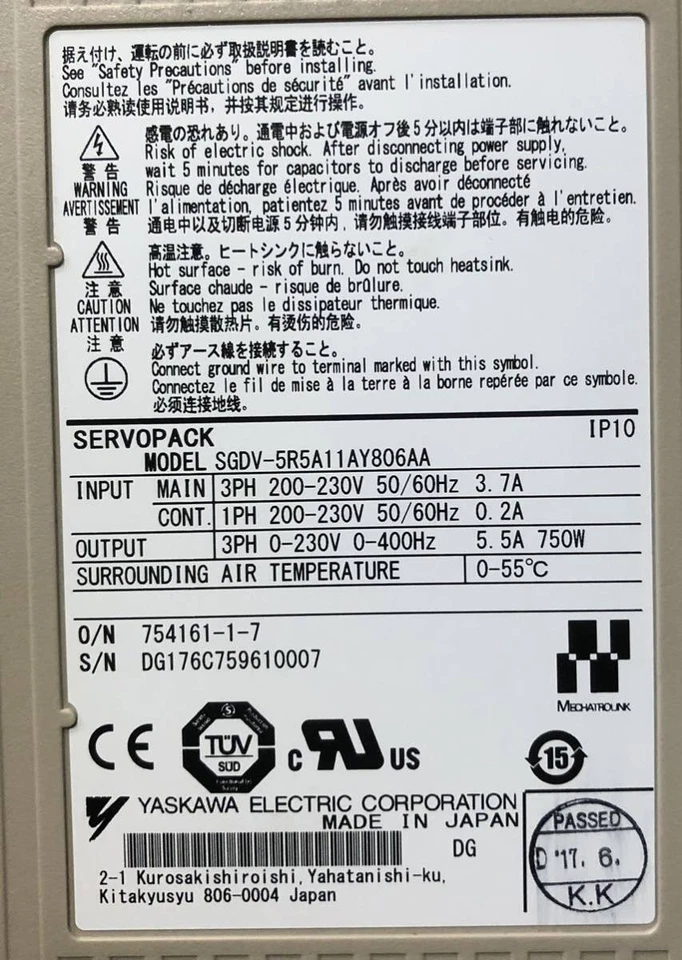 据え付け、運転の前に必ず取扱説明書を読むこと。
See "Safety Precautions" before installing.
Consultez les "Précautions de sécurité" avant l'installation.
请务必熟读使用说明书，并按其规定进行操作。
警告
WARNING
AVERTISSEMENT
警告
感電の恐れあり。通電中および電源オフ後5分以内は端子部に触れないこと。
Risk of electric shock. After disconnecting power supply,
wait 5 minutes for capacitors to discharge before servicing.
Risque de décharge électrique. Après avoir déconnecté
l'alimentation, patientez 5 minutes avant de procéder à l'entretien.
通电中以及切断电源5分钟内，请勿触摸接线端子部位。有触电的危险。
注意
CAUTION
ATTENTION
注意
高温注意。ヒートシンクに触らないこと。
Hot surface - risk of burn. Do not touch heatsink.
Surface chaude - risque de brûlure.
Ne touchez pas le dissipateur thermique.
请勿触摸散热片。有烫伤的危险。
必ずアース線を接続すること。
Connect ground wire to terminal marked with this symbol.
Connectez le fil de mise à la terre à la borne repérée par ce symbole.
必须连接地线。
SERVOPACK IP10
MODEL SGDV-5R5A11AY806AA
INPUT MAIN 3PH 200-230V 50/60Hz 3.7A
CONT. 1PH 200-230V 50/60Hz 0.2A
OUTPUT 3PH 0-230V 0-400Hz 5.5A 750W
SURROUNDING AIR TEMPERATURE 0-55℃
O/N 754161-1-7
S/N DG176C759610007
MECHATROLINK
CE
TÜV
SÜD
c RU US
15
YASKAWA ELECTRIC CORPORATION
MADE IN JAPAN
DG
2-1 Kurosakishiroishi, Yahatanishi-ku,
Kitakyusyu 806-0004 Japan
PASSED
D '17. 6.
K.K